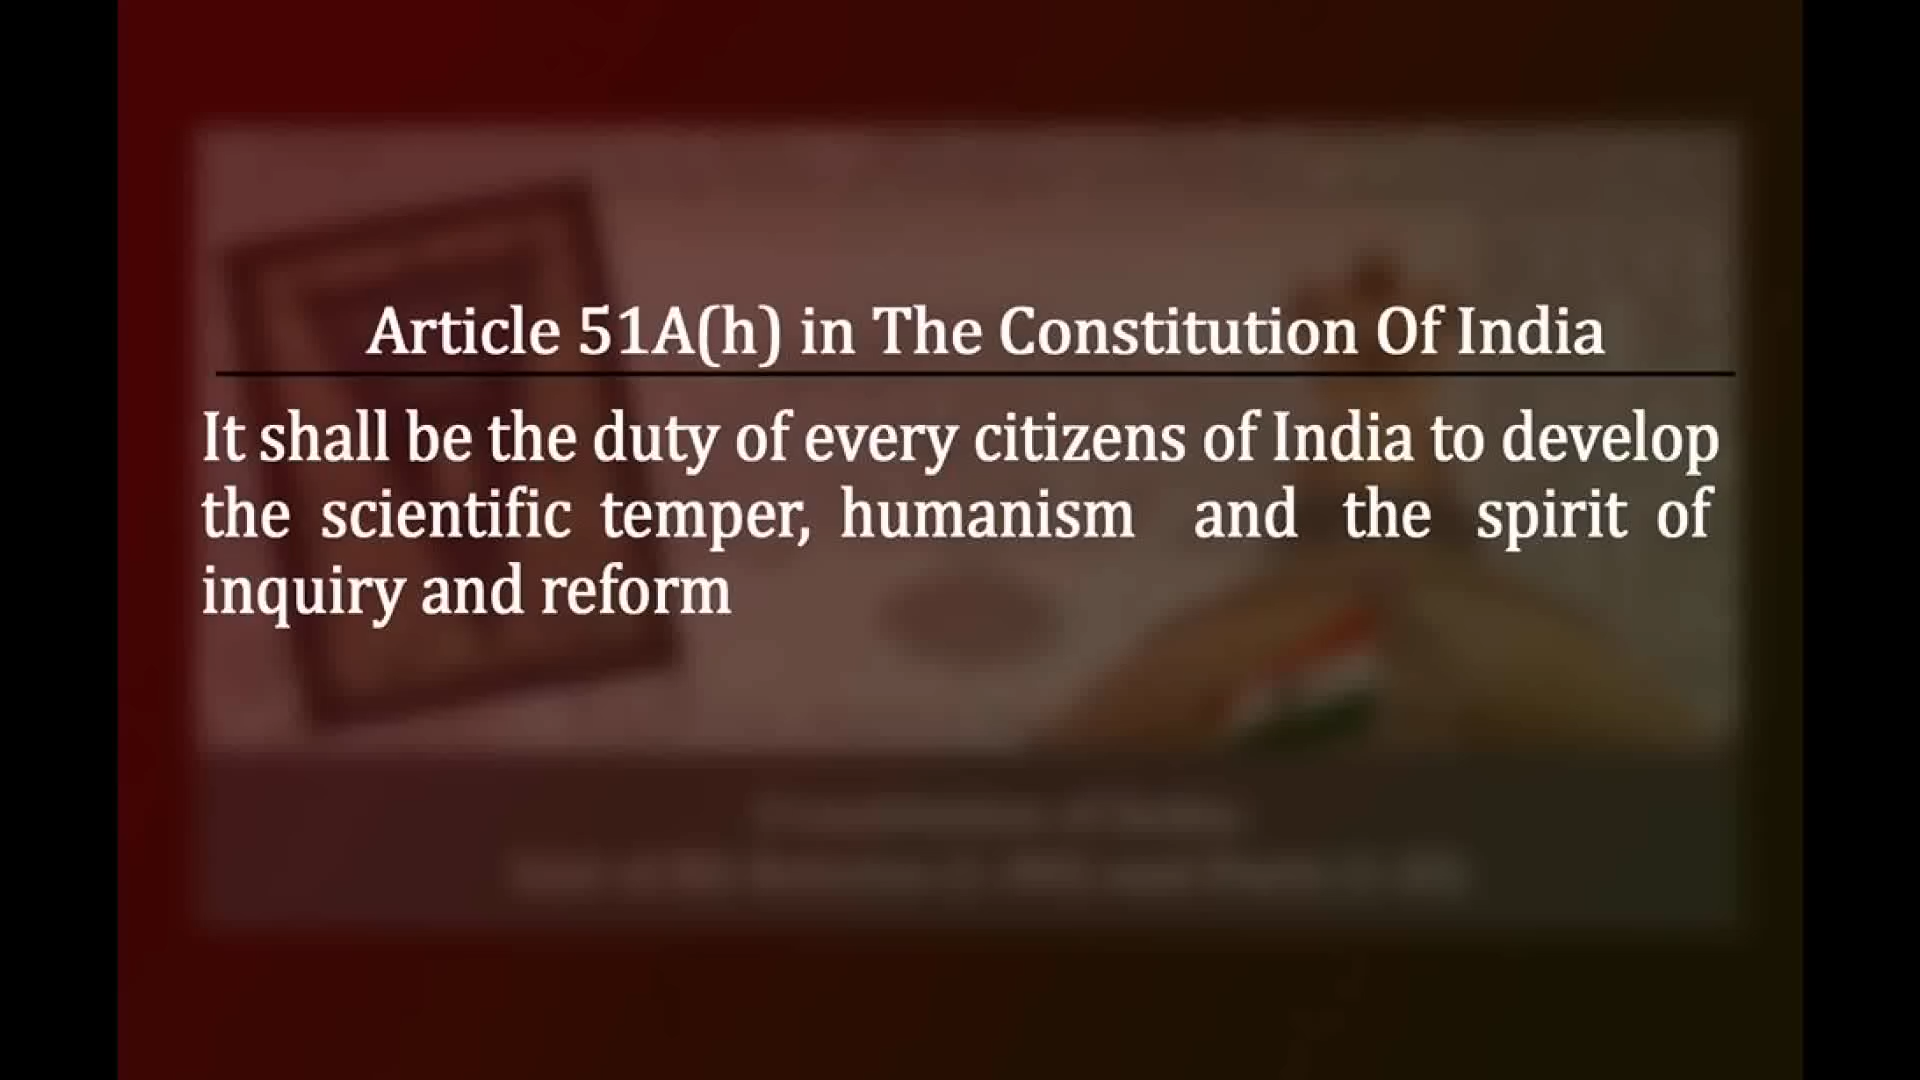 Article 51A(h) in The Constitution Of India
It shall be the duty of every citizens of India to develop
the scientific temper, humanism and the spirit of
inquiry and reform